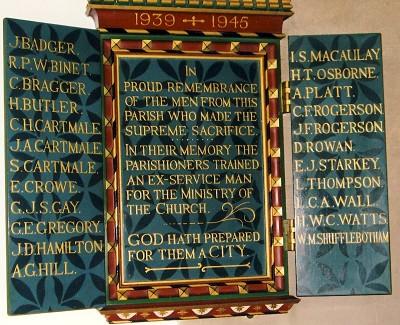 1939 + 1945
J. BADGER.
R.P.W. BINET.
C. BRAGGER.
H. BUTLER.
C.H. CARTMALE.
J.A. CARTMALE.
S. CARTMALE.
E. CROWE.
G.J.S. GAY.
G.E. GREGORY.
J.D. HAMILTON
A.G. HILL.
IN
PROUD REMEMBRANCE
OF THE MEN FROM THIS
PARISH WHO MADE THE
SUPREME SACRIFICE.
IN THEIR MEMORY THE
PARISHIONERS TRAINED
AN EX-SERVICE MAN
FOR THE MINISTRY OF
THE CHURCH.
GOD HATH PREPARED
FOR THEM A CITY.
I.S. MACAULAY
H.T. OSBORNE.
A. PLATT.
C.F. ROGERSON.
J.F. ROGERSON
D. ROWAN.
E.J. STARKEY.
L. THOMPSON.
L.C.A. WALL.
H.W.C. WATTS.
W.M. SHUFFLEBOTHAM